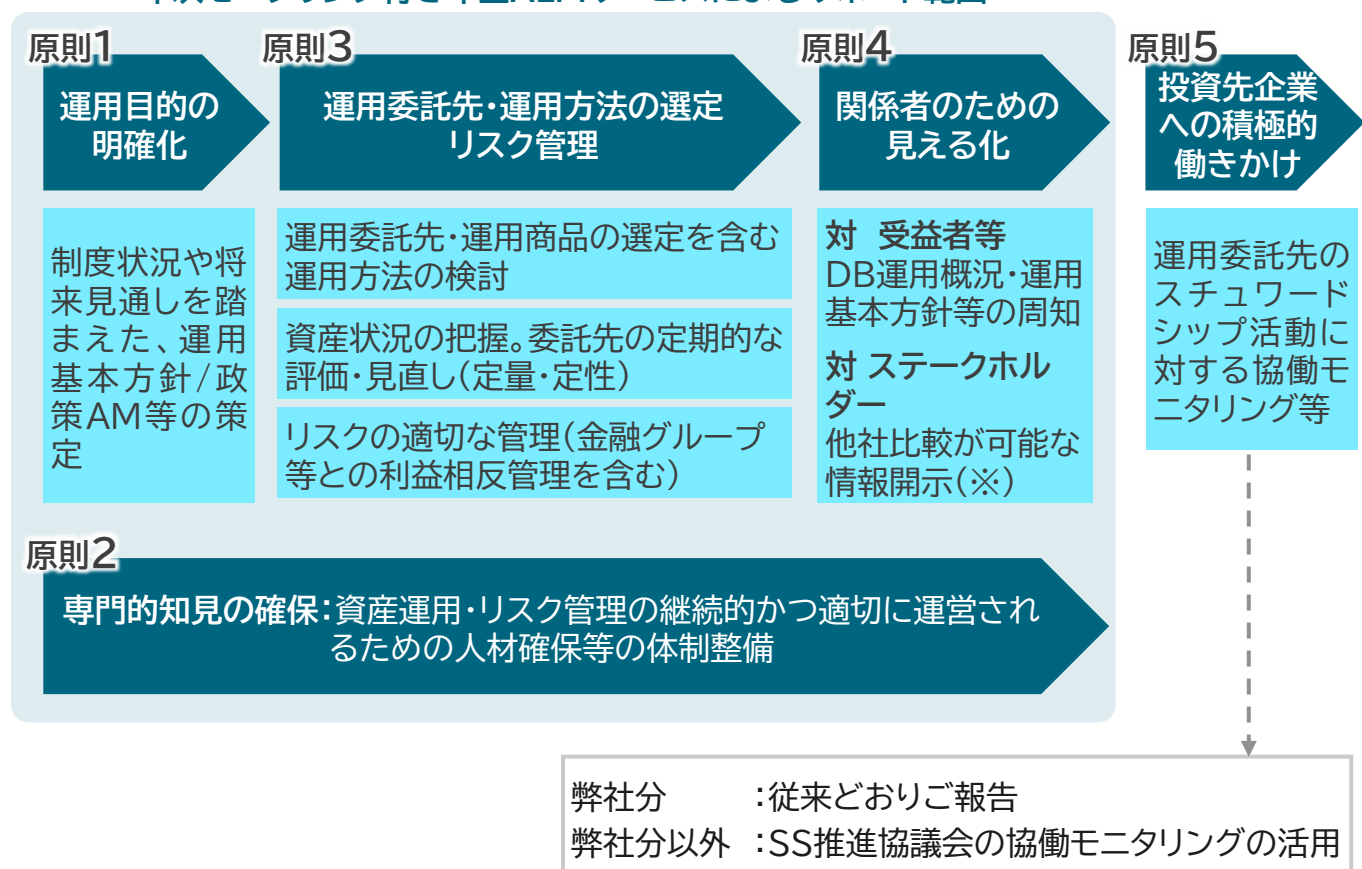 原則1
運用目的の
明確化
制度状況や将
来見通しを踏
まえた、運用
基本方針/政
策AM等の策
定
原則3
運用委託先・運用方法の選定
リスク管理
運用委託先・運用商品の選定を含む
運用方法の検討
資産状況の把握。委託先の定期的な
評価・見直し(定量・定性)
リスクの適切な管理(金融グループ
等との利益相反管理を含む)
原則4
関係者のための
見える化
対 受益者等
DB運用概況・運用
基本方針等の周知
対 ステークホル
ダー
他社比較が可能な
情報開示(※)
原則5
投資先企業
への積極的
働きかけ
運用委託先の
スチュワード
シップ活動に
対する協働モ
ニタリング等
原則2
専門的知見の確保:資産運用・リスク管理の継続的かつ適切に運営され
るための人材確保等の体制整備
弊社分 :従来どおりご報告
弊社分以外 :SS推進協議会の協働モニタリングの活用